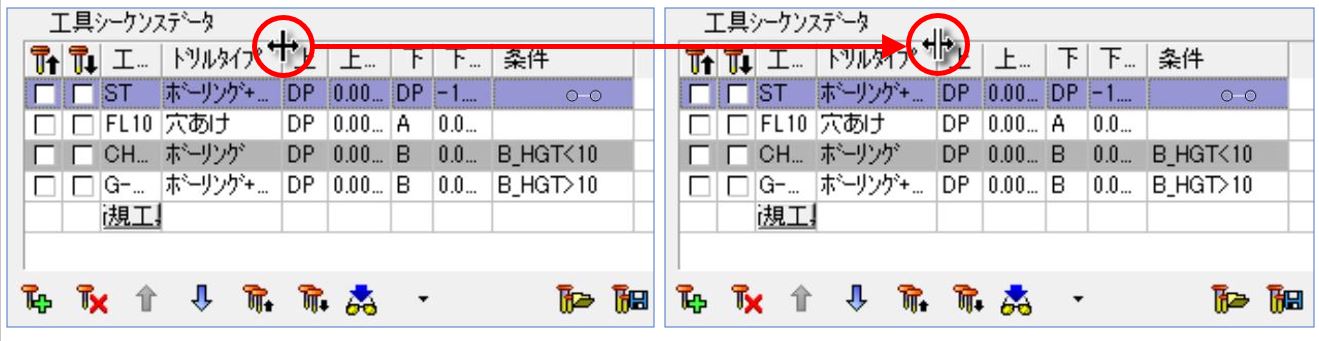 工具シーケンスデータ
工... ドリルタイプ 上 上... 下 下... 条件
ST ボーリング+... DP 0.00... DP -1....
FL10 穴あけ DP 0.00... A 0.0...
CH... ボーリング DP 0.00... B 0.0... B_HGT<10
G-... ボーリング+... DP 0.00... B 0.0... B_HGT>10
規工
工具シーケンスデータ
工... ドリルタイプ 上 上... 下 下... 条件
ST ボーリング+... DP 0.00... DP -1....
FL10 穴あけ DP 0.00... A 0.0...
CH... ボーリング DP 0.00... B 0.0... B_HGT<10
G-... ボーリング+... DP 0.00... B 0.0... B_HGT>10
規工